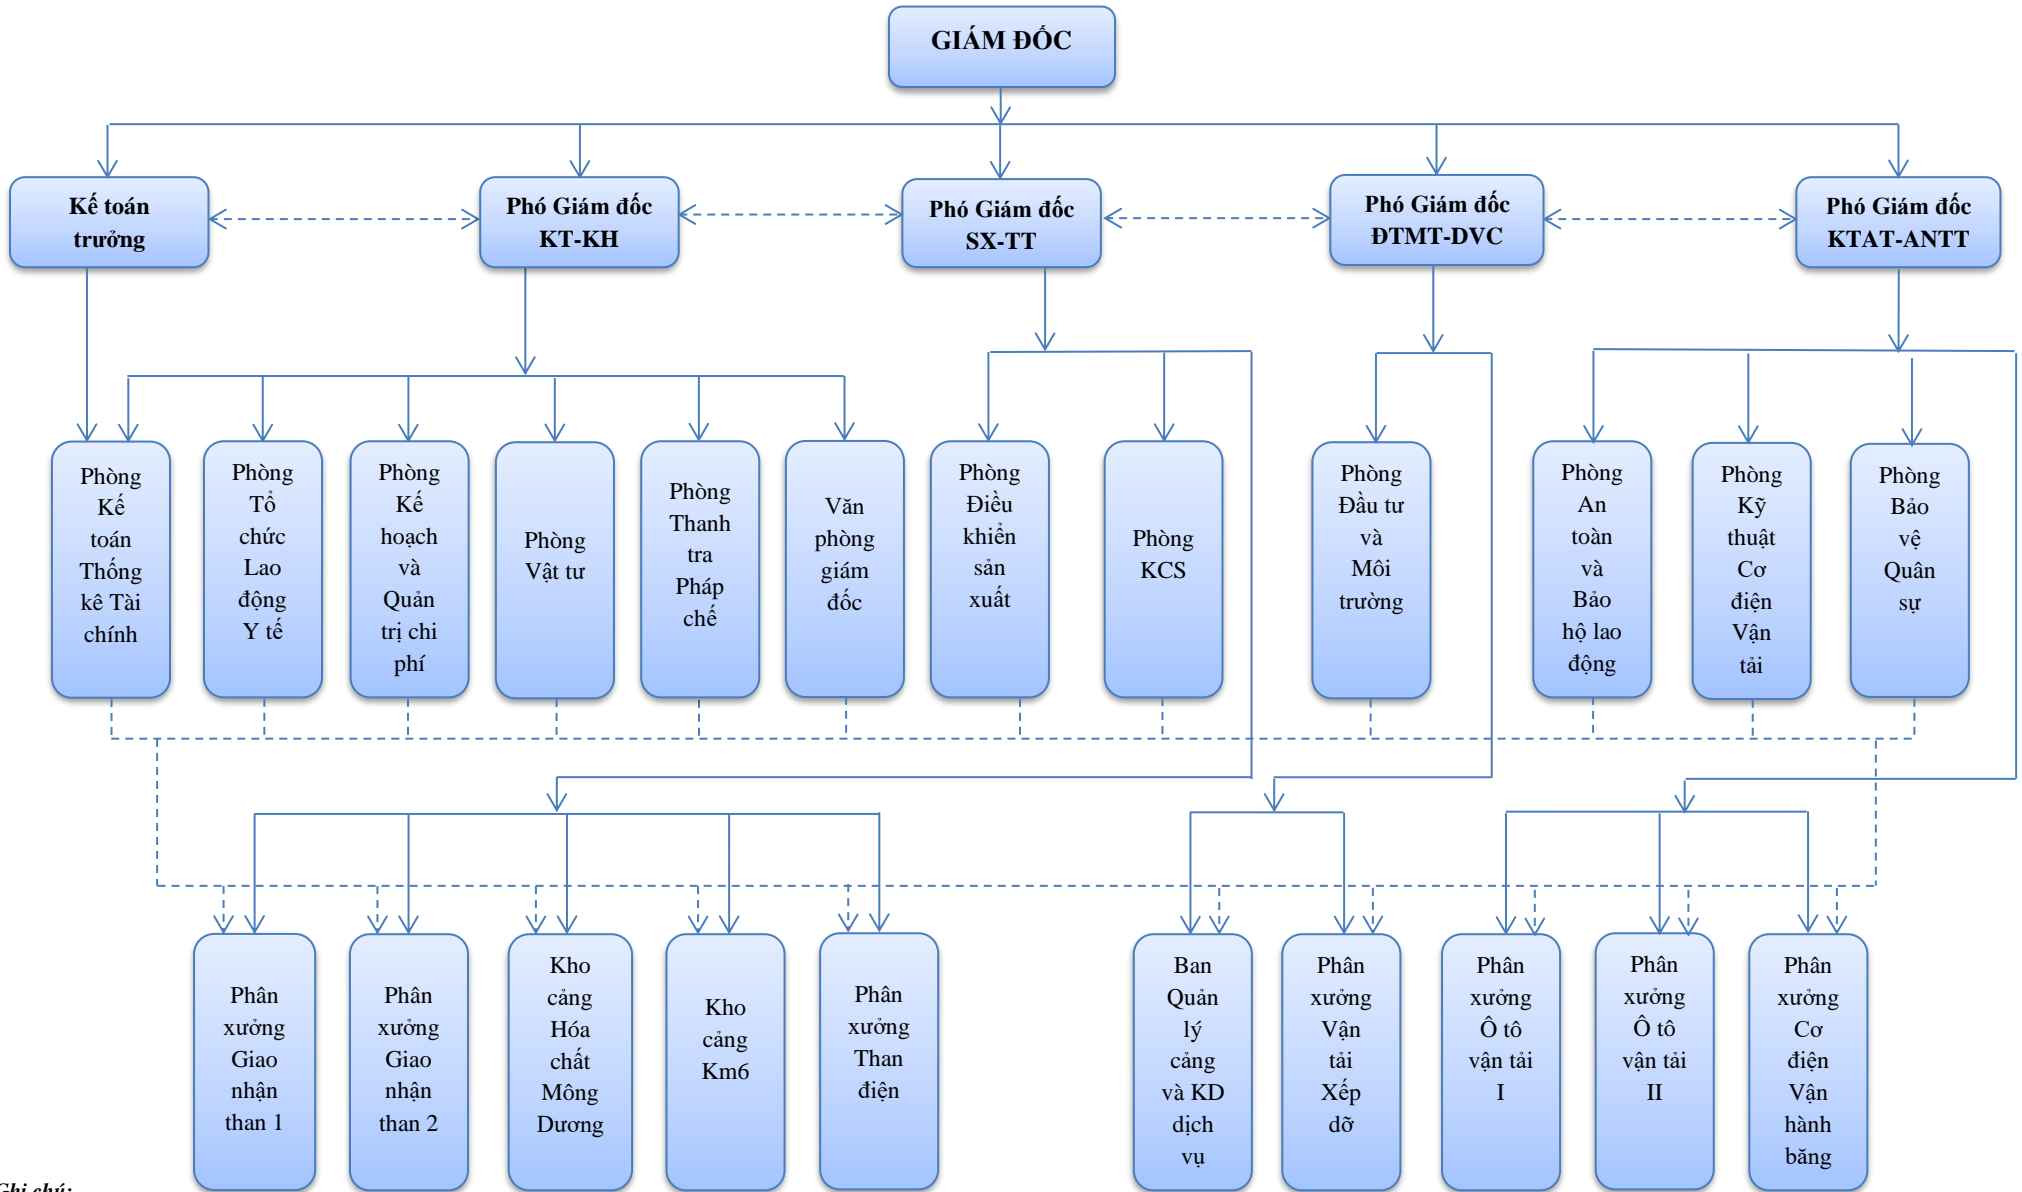 GIÁM ĐỐC
Kế toán
trưởng
Phó Giám đốc
KT-KH
Phó Giám đốc
SX-TT
Phó Giám đốc
ĐTMT-DVC
Phó Giám đốc
KTAT-ANTT
Phòng
Kế
toán
Thống
kê Tài
chính
Phòng
Tổ
chức
Lao
động
Y tế
Phòng
Kế
hoạch
và
Quản
trị chi
phí
Phòng
Vật tư
Phòng
Thanh
tra
Pháp
chế
Văn
phòng
giám
đốc
Phòng
Điều
khiển
sản
xuất
Phòng
KCS
Phòng
Đầu tư
và
Môi
trường
Phòng
An
toàn
và
Bảo
hộ lao
động
Phòng
Kỹ
thuật
Cơ
điện
Vận
tải
Phòng
Bảo
vệ
Quân
sự
Phân
xưởng
Giao
nhận
than 1
Phân
xưởng
Giao
nhận
than 2
Kho
cảng
Hóa
chất
Mông
Dương
Kho
cảng
Km6
Phân
xưởng
Than
điện
Ban
Quản
lý
cảng
và KD
dịch
vụ
Phân
xưởng
Vận
tải
Xếp
dỡ
Phân
xưởng
Ô tô
vận tải
I
Phân
xưởng
Ô tô
vận tải
II
Phân
xưởng
Cơ
điện
Vận
hành
băng
Ghi chú: